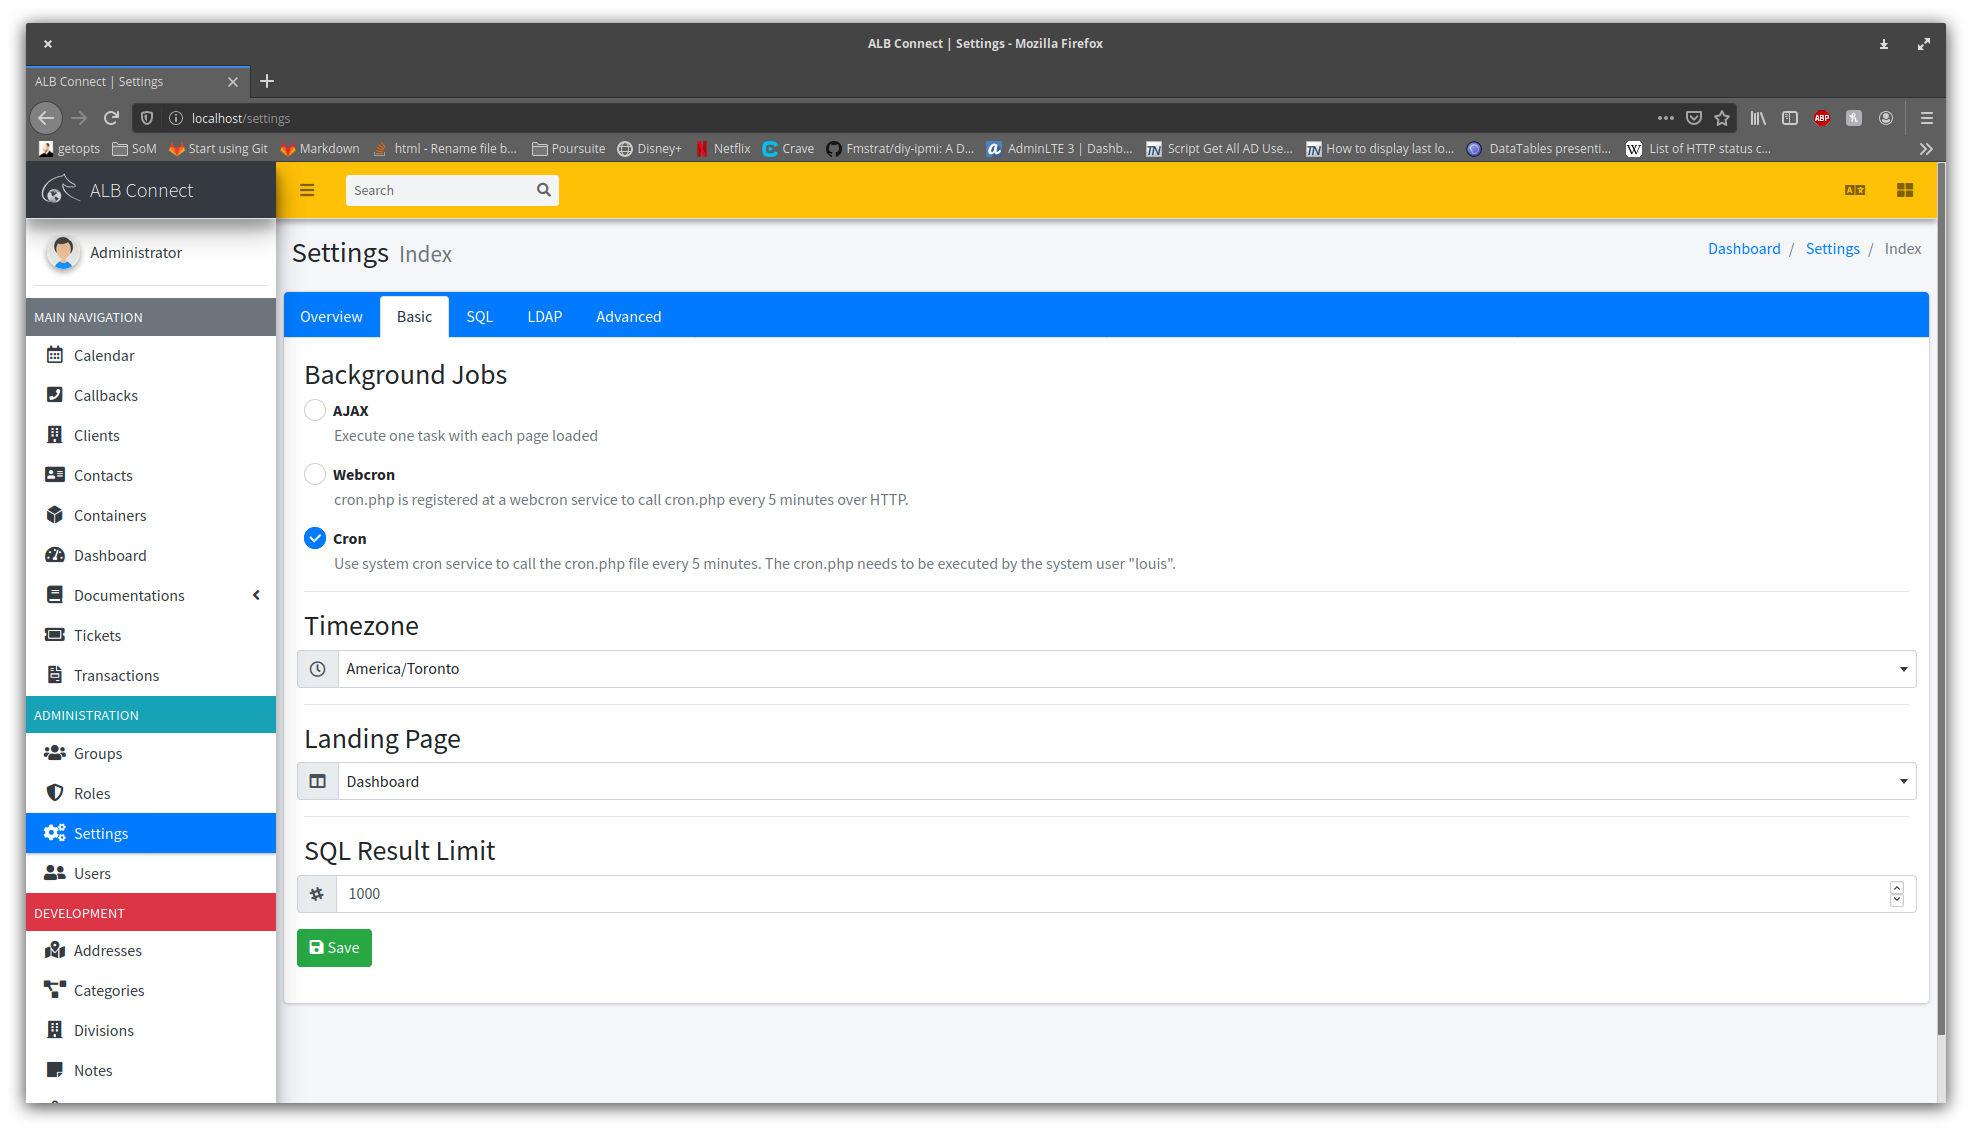 ALB Connect | Settings - Mozilla Firefox
ALB Connect | Settings
localhost/settings
ABP
getopts SoM Start using Git Markdown html - Rename file b... Poursuite Disney+ Netflix Crave Fmstrat/diy-ipmi: A D... AdminLTE 3 | Dashb... Script Get All AD Use... How to display last lo... DataTables presenti... List of HTTP status c...
ALB Connect
Search
Administrator
MAIN NAVIGATION
Calendar
Callbacks
Clients
Contacts
Containers
Dashboard
Documentations
Tickets
Transactions
ADMINISTRATION
Groups
Roles
Settings
Users
DEVELOPMENT
Addresses
Categories
Divisions
Notes
Settings Index
Dashboard / Settings / Index
Overview Basic SQL LDAP Advanced
Background Jobs
AJAX
Execute one task with each page loaded
Webcron
cron.php is registered at a webcron service to call cron.php every 5 minutes over HTTP.
Cron
Use system cron service to call the cron.php file every 5 minutes. The cron.php needs to be executed by the system user "louis".
Timezone
America/Toronto
Landing Page
Dashboard
SQL Result Limit
1000
Save